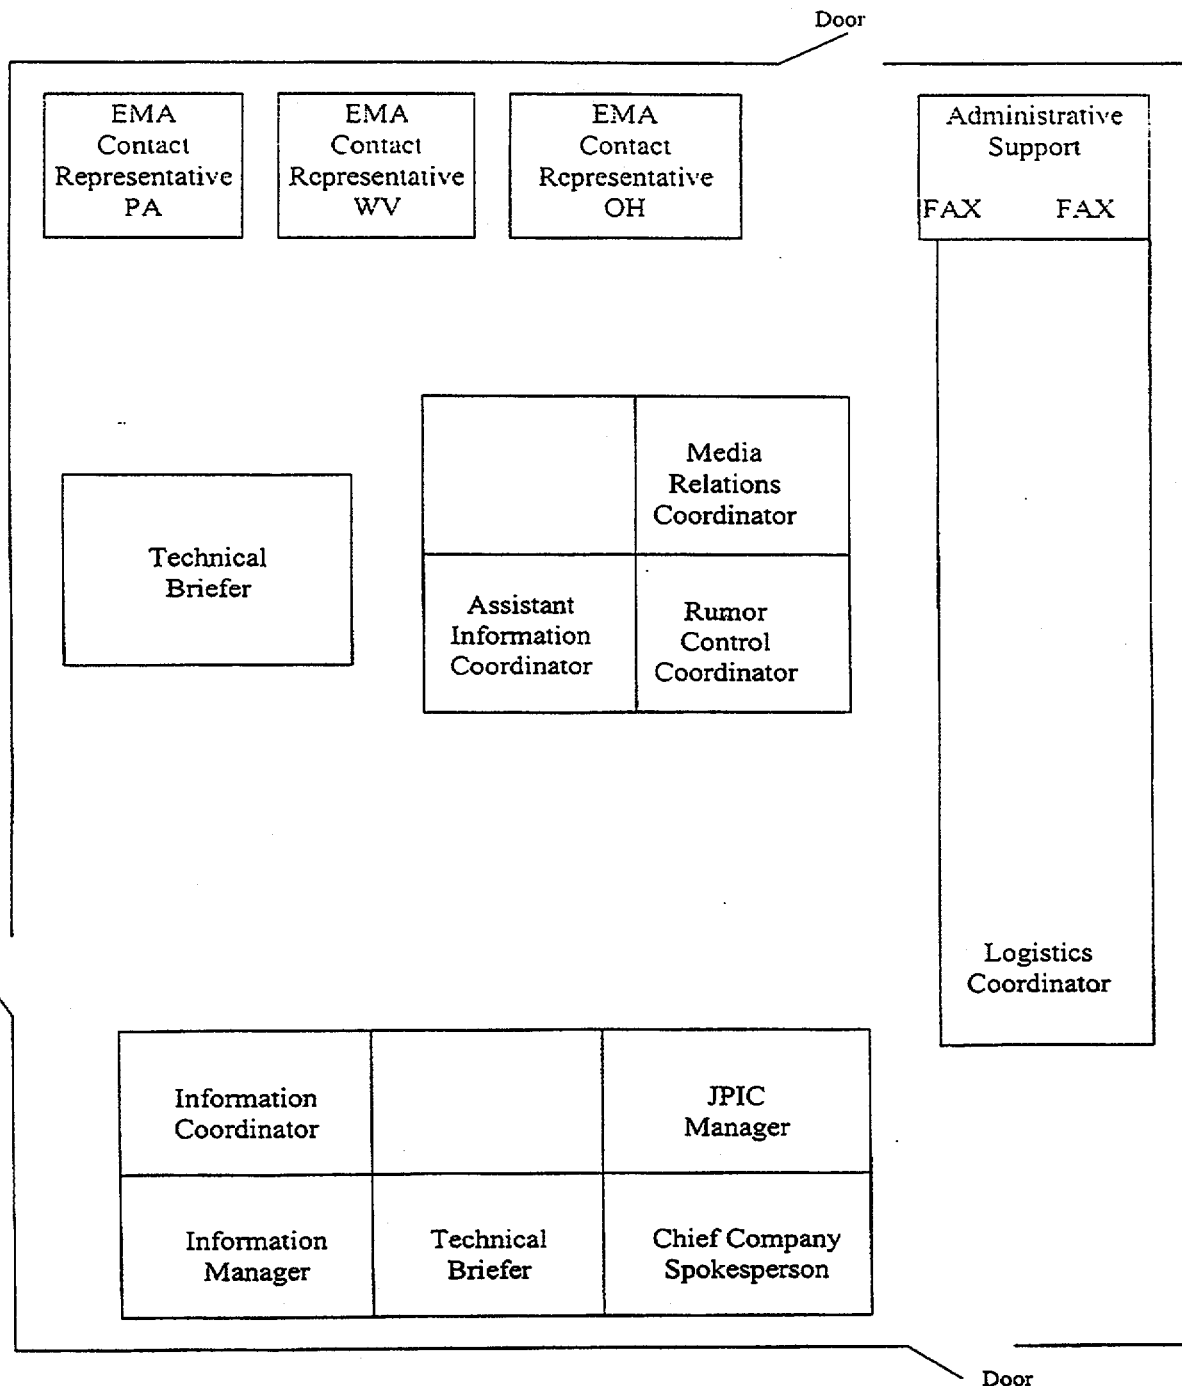 Door
EMA
Contact
Representative
PA
EMA
Contact
Representative
WV
EMA
Contact
Representative
OH
Administrative
Support
FAX FAX
Media
Relations
Coordinator
Technical
Briefer
Assistant
Information
Coordinator
Rumor
Control
Coordinator
Logistics
Coordinator
Information
Coordinator
JPIC
Manager
Information
Manager
Technical
Briefer
Chief Company
Spokesperson
Door